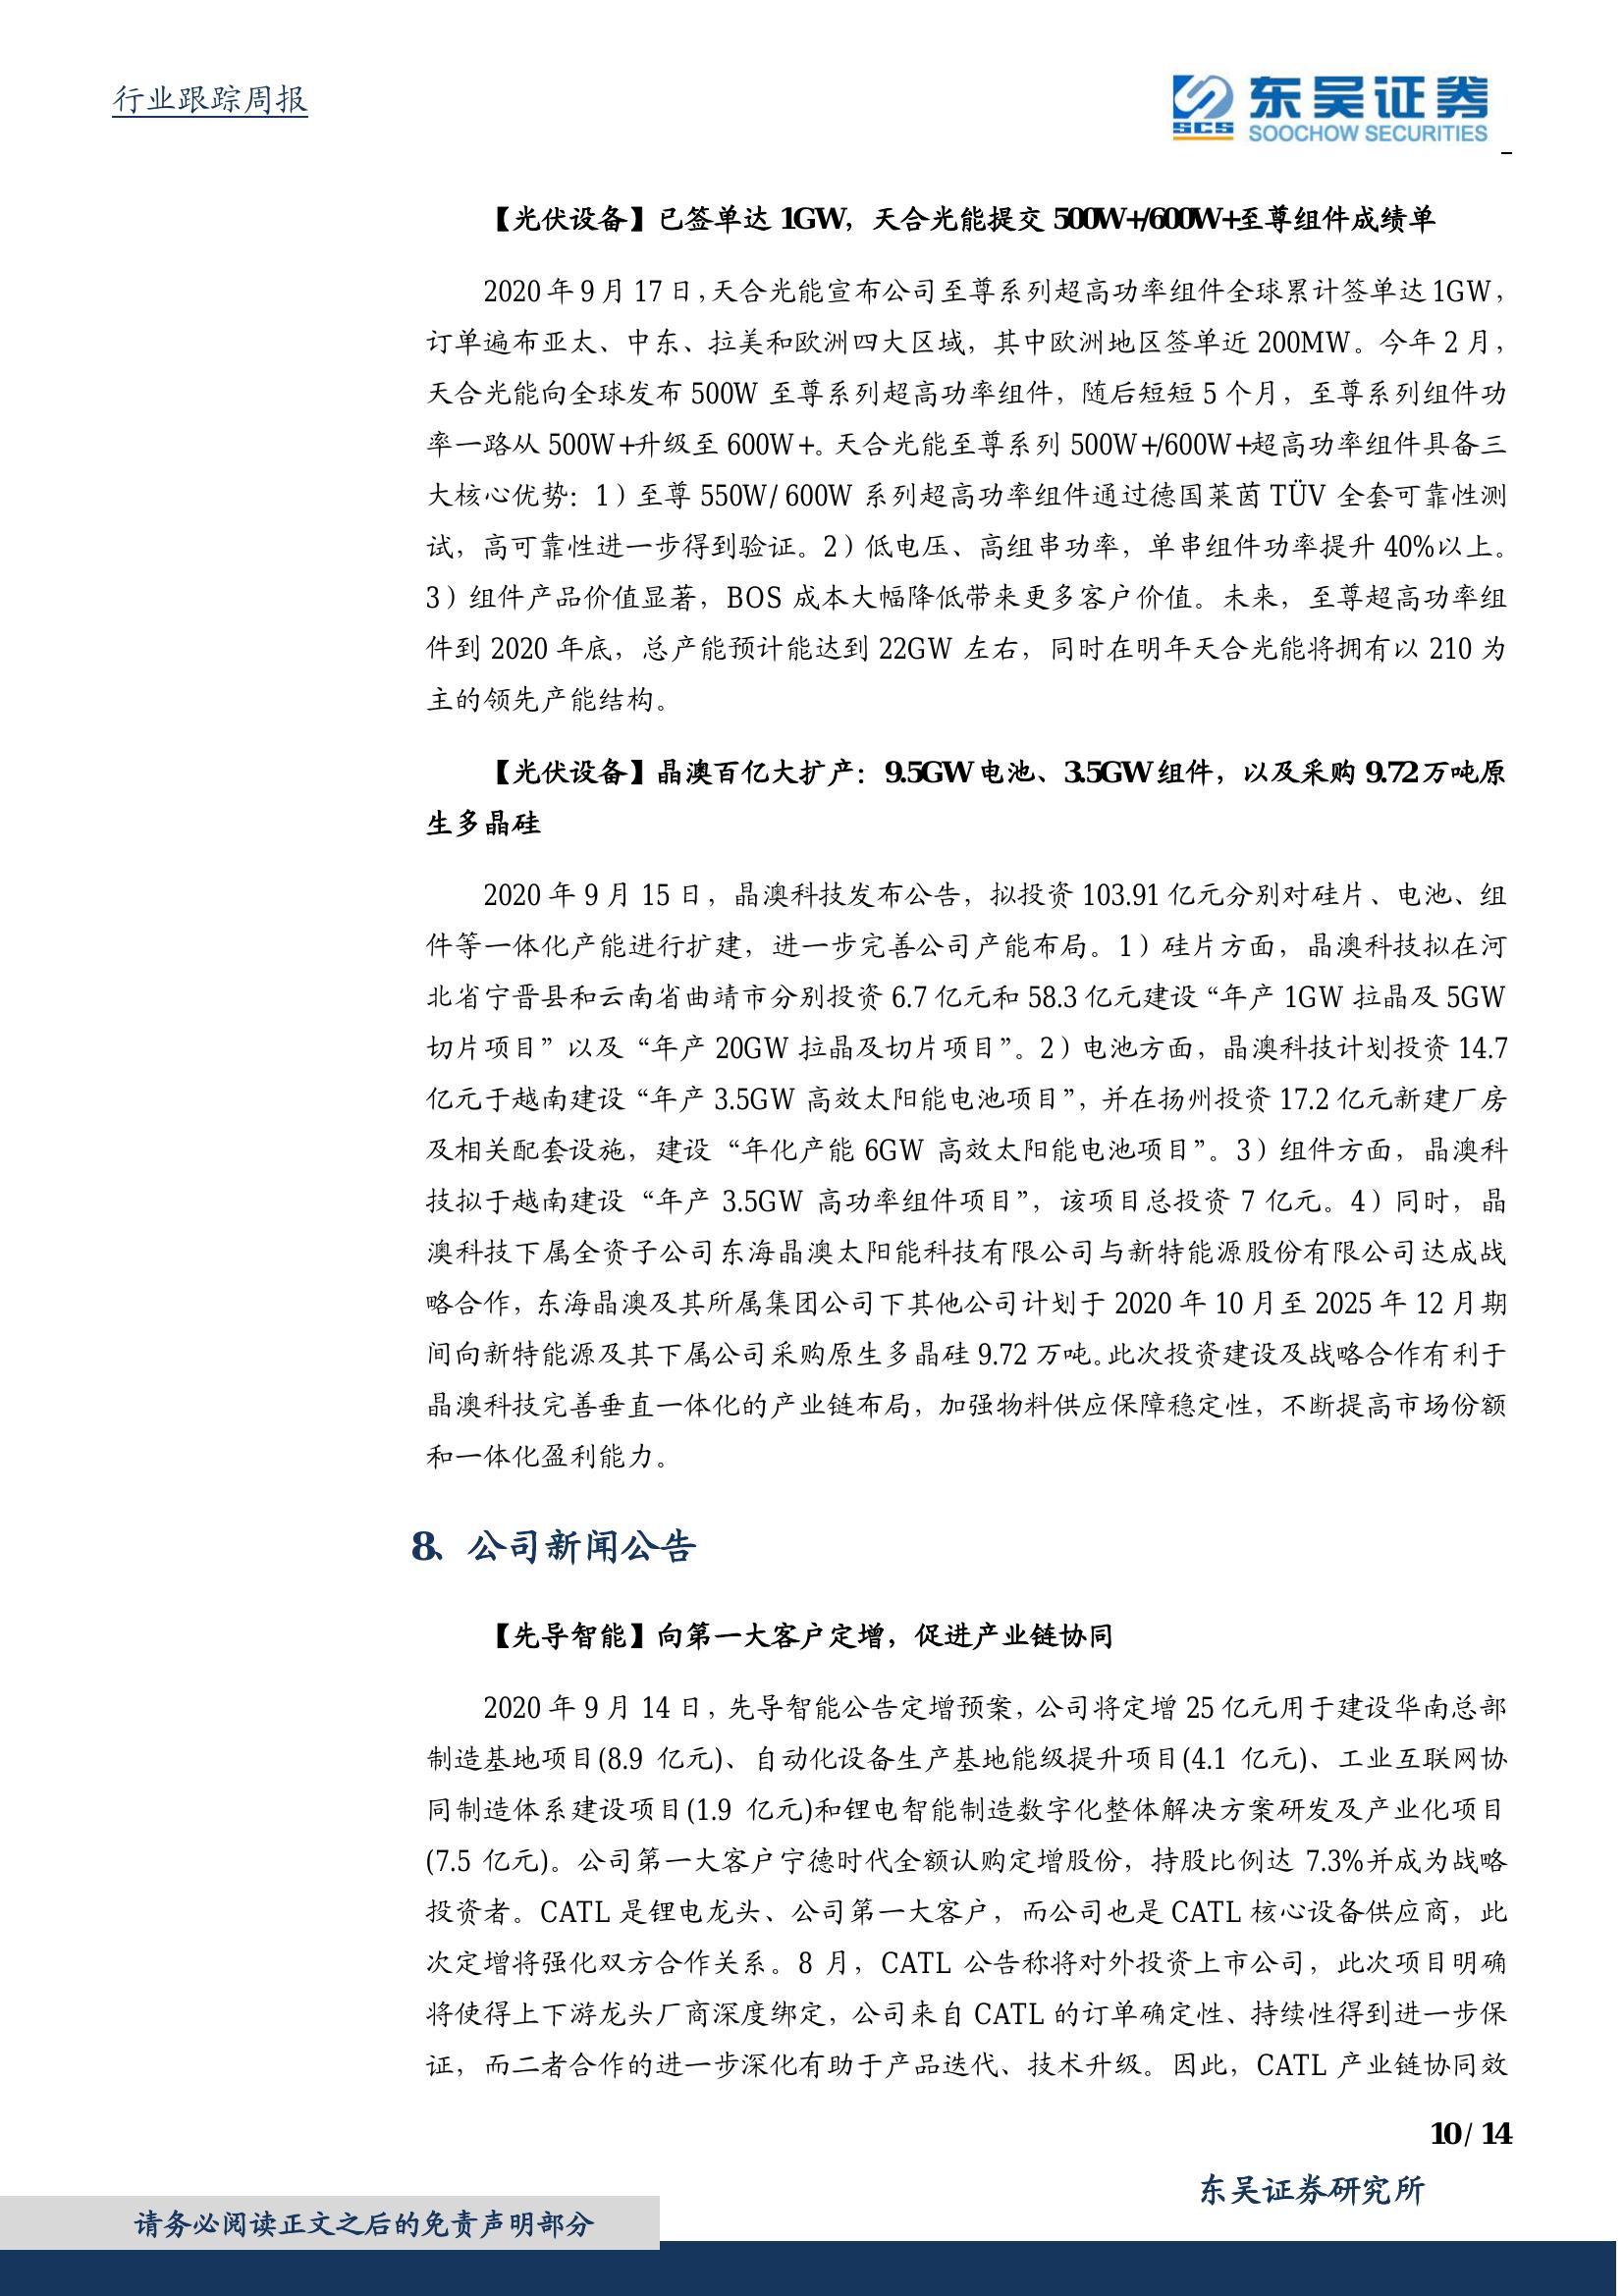 行业跟踪周报
SCS
东吴证券
SOOCHOW SECURITIES
【光伏设备】已签单达 1GW，天合光能提交 500W+/600W+至尊组件成绩单
2020 年 9 月 17 日，天合光能宣布公司至尊系列超高功率组件全球累计签单达 1GW，
订单遍布亚太、中东、拉美和欧洲四大区域，其中欧洲地区签单近 200MW。今年 2 月，
天合光能向全球发布 500W 至尊系列超高功率组件，随后短短 5 个月，至尊系列组件功
率一路从 500W+升级至 600W+。天合光能至尊系列 500W+/600W+超高功率组件具备三
大核心优势：1）至尊 550W/ 600W 系列超高功率组件通过德国莱茵 TÜV 全套可靠性测
试，高可靠性进一步得到验证。2）低电压、高组串功率，单串组件功率提升 40%以上。
3）组件产品价值显著，BOS 成本大幅降低带来更多客户价值。未来，至尊超高功率组
件到 2020 年底，总产能预计能达到 22GW 左右，同时在明年天合光能将拥有以 210 为
主的领先产能结构。
【光伏设备】晶澳百亿大扩产：9.5GW 电池、3.5GW 组件，以及采购 9.72 万吨原
生多晶硅
2020 年 9 月 15 日，晶澳科技发布公告，拟投资 103.91 亿元分别对硅片、电池、组
件等一体化产能进行扩建，进一步完善公司产能布局。1）硅片方面，晶澳科技拟在河
北省宁晋县和云南省曲靖市分别投资 6.7 亿元和 58.3 亿元建设“年产 1GW 拉晶及 5GW
切片项目”以及“年产 20GW 拉晶及切片项目”。2）电池方面，晶澳科技计划投资 14.7
亿元于越南建设“年产 3.5GW 高效太阳能电池项目”，并在扬州投资 17.2 亿元新建厂房
及相关配套设施，建设“年化产能 6GW 高效太阳能电池项目”。3）组件方面，晶澳科
技拟于越南建设“年产 3.5GW 高功率组件项目”，该项目总投资 7 亿元。4）同时，晶
澳科技下属全资子公司东海晶澳太阳能科技有限公司与新特能源股份有限公司达成战
略合作，东海晶澳及其所属集团公司下其他公司计划于 2020 年 10 月至 2025 年 12 月期
间向新特能源及其下属公司采购原生多晶硅 9.72 万吨。此次投资建设及战略合作有利于
晶澳科技完善垂直一体化的产业链布局，加强物料供应保障稳定性，不断提高市场份额
和一体化盈利能力。
8、公司新闻公告
【先导智能】向第一大客户定增，促进产业链协同
2020 年 9 月 14 日，先导智能公告定增预案，公司将定增 25 亿元用于建设华南总部
制造基地项目(8.9 亿元)、自动化设备生产基地能级提升项目(4.1 亿元)、工业互联网协
同制造体系建设项目(1.9 亿元)和锂电智能制造数字化整体解决方案研发及产业化项目
(7.5 亿元)。公司第一大客户宁德时代全额认购定增股份，持股比例达 7.3%并成为战略
投资者。CATL 是锂电龙头、公司第一大客户，而公司也是 CATL 核心设备供应商，此
次定增将强化双方合作关系。8 月，CATL 公告称将对外投资上市公司，此次项目明确
将使得上下游龙头厂商深度绑定，公司来自 CATL 的订单确定性、持续性得到进一步保
证，而二者合作的进一步深化有助于产品迭代、技术升级。因此，CATL 产业链协同效
10 / 14
东吴证券研究所
请务必阅读正文之后的免责声明部分